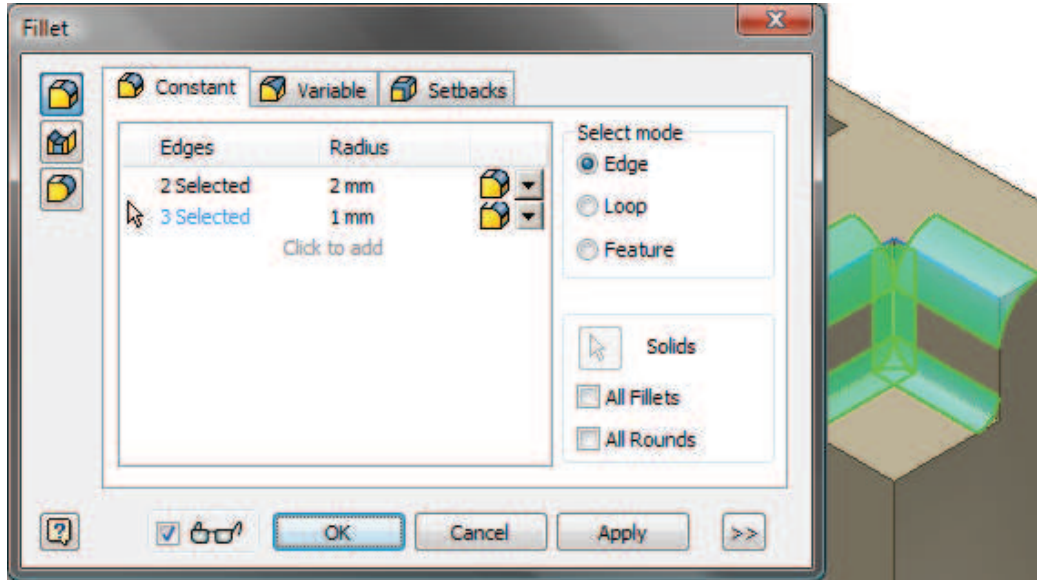 Fillet
Constant Variable Setbacks
Edges Radius
2 Selected 2 mm
3 Selected 1 mm
Click to add
Select mode
Edge
Loop
Feature
Solids
All Fillets
All Rounds
OK Cancel Apply >>